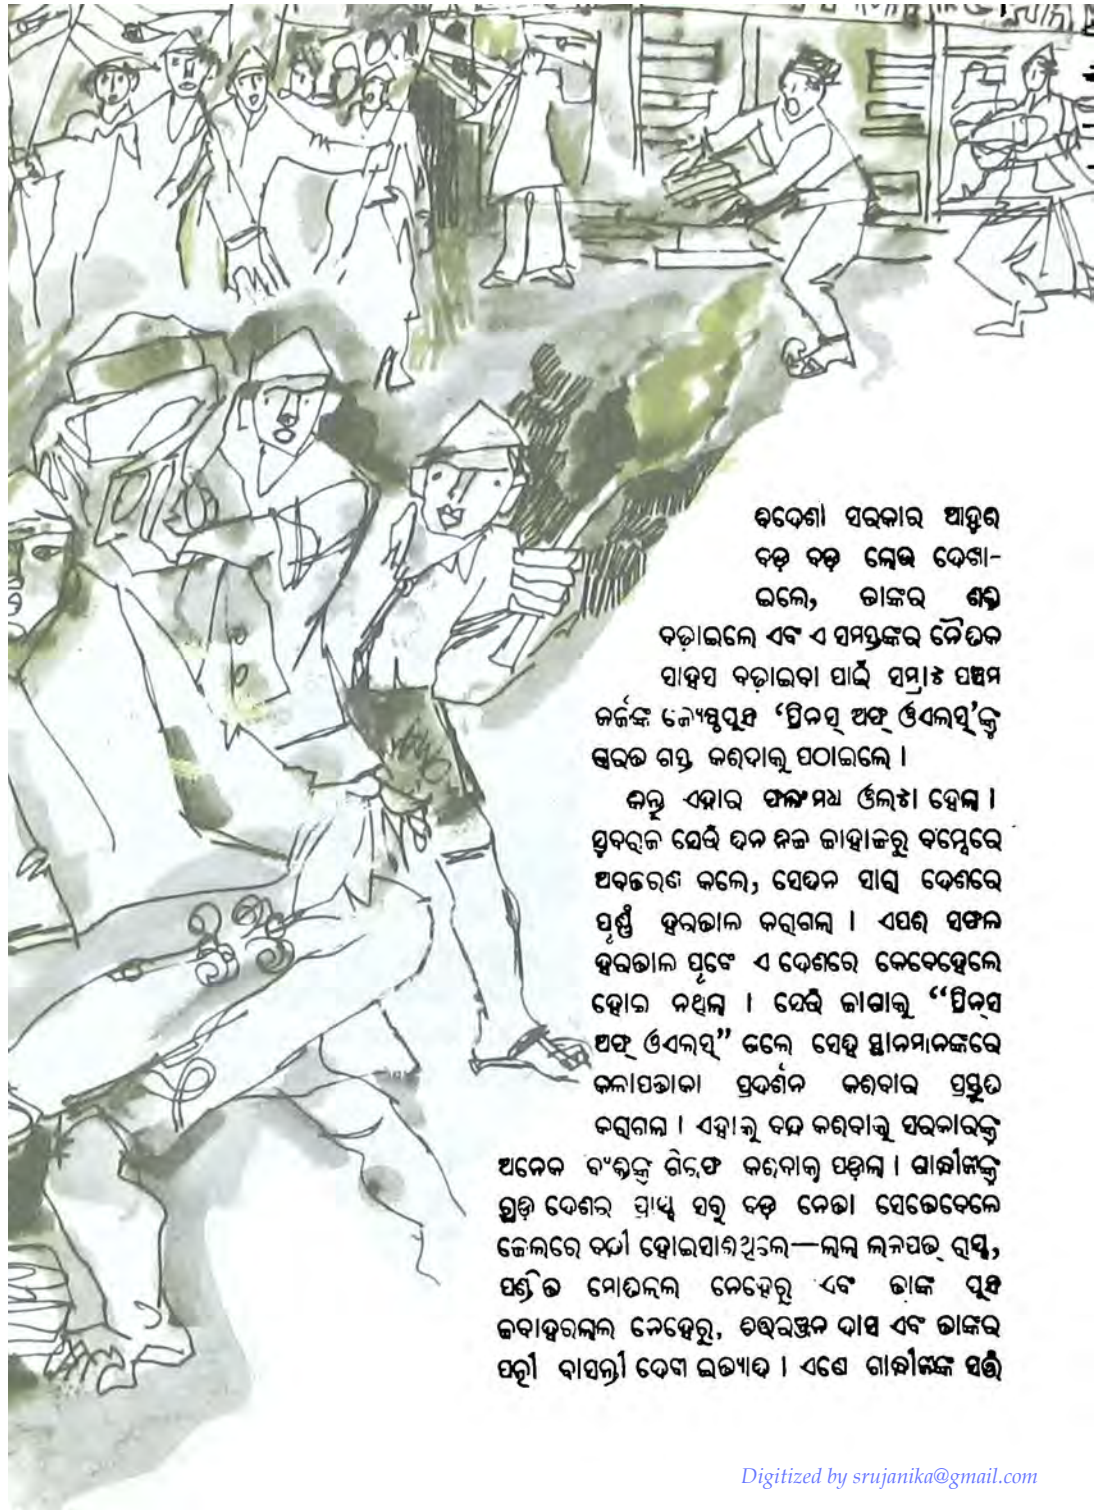 ବିଦେଶୀ ସରକାର ଆହୁରି
ବଡ଼ ବଡ଼ ଲୋଭ ଦେଖା-
ଇଲେ, ତାଙ୍କର ଶକ୍ତି
ବଢ଼ାଇଲେ ଏବଂ ଏ ସମସ୍ତଙ୍କର ନୈତିକ
ସାହସ ବଢ଼ାଇବା ପାଇଁ ସମ୍ରାଟ ପଞ୍ଚମ
ଜର୍ଜଙ୍କ ଜ୍ୟେଷ୍ଠପୁତ୍ର ‘ପ୍ରିନସ୍ ଅଫ୍ ଓ୍ଵେଲସ୍’ଙ୍କୁ
ଭାରତ ଗସ୍ତ କରିବାକୁ ପଠାଇଲେ ।
କିନ୍ତୁ ଏହାର ଫଳ ମଧ୍ୟ ଓଲଟା ହେଲା ।
ଯୁବରାଜ ଯେଉଁ ଦିନ ନିଜ ଜାହାଜରୁ ବମ୍ବେରେ
ଅବତରଣ କଲେ, ସେଦିନ ସାରା ଦେଶରେ
ପୂର୍ଣ୍ଣ ହରତାଳ କରାଗଲା । ଏପରି ସଫଳ
ହରତାଳ ପୂର୍ବେ ଏ ଦେଶରେ କେବେହେଲେ
ହୋଇ ନଥିଲା । ଯେଉଁ ଜାଗାକୁ “ପ୍ରିନ୍ସ
ଅଫ୍ ଓ୍ଵେଲସ୍” ଗଲେ ସେହି ସ୍ଥାନମାନଙ୍କରେ
କଳାପତାକା ପ୍ରଦର୍ଶନ କରିବାର ପ୍ରସ୍ତୁତି
କରାଗଲା । ଏହାକୁ ବନ୍ଦ କରିବାକୁ ସରକାରଙ୍କୁ
ଅନେକ ବ୍ୟକ୍ତିଙ୍କୁ ଗିରଫ କରିବାକୁ ପଡ଼ିଲା । ଗାନ୍ଧୀଜୀଙ୍କୁ
ଛାଡ଼ି ଦେଶର ପ୍ରାୟ ସବୁ ବଡ଼ ନେତା ସେତେବେଳେ
ଜେଲରେ ବନ୍ଦୀ ହୋଇସାରିଥିଲେ—ଲାଲା ଲଜପତ୍ ରାୟ,
ପଣ୍ଡିତ ମୋତିଲାଲ ନେହେରୁ ଏବଂ ତାଙ୍କ ପୁତ୍ର
ଜବାହରଲାଲ ନେହେରୁ, ଚିତ୍ତରଞ୍ଜନ ଦାସ ଏବଂ ତାଙ୍କର
ପତ୍ନୀ ବାସନ୍ତୀ ଦେବୀ ଇତ୍ୟାଦି । ଏଣେ ଗାନ୍ଧୀଜୀଙ୍କ ସାଇଁ
Digitized by srujanika@gmail.com